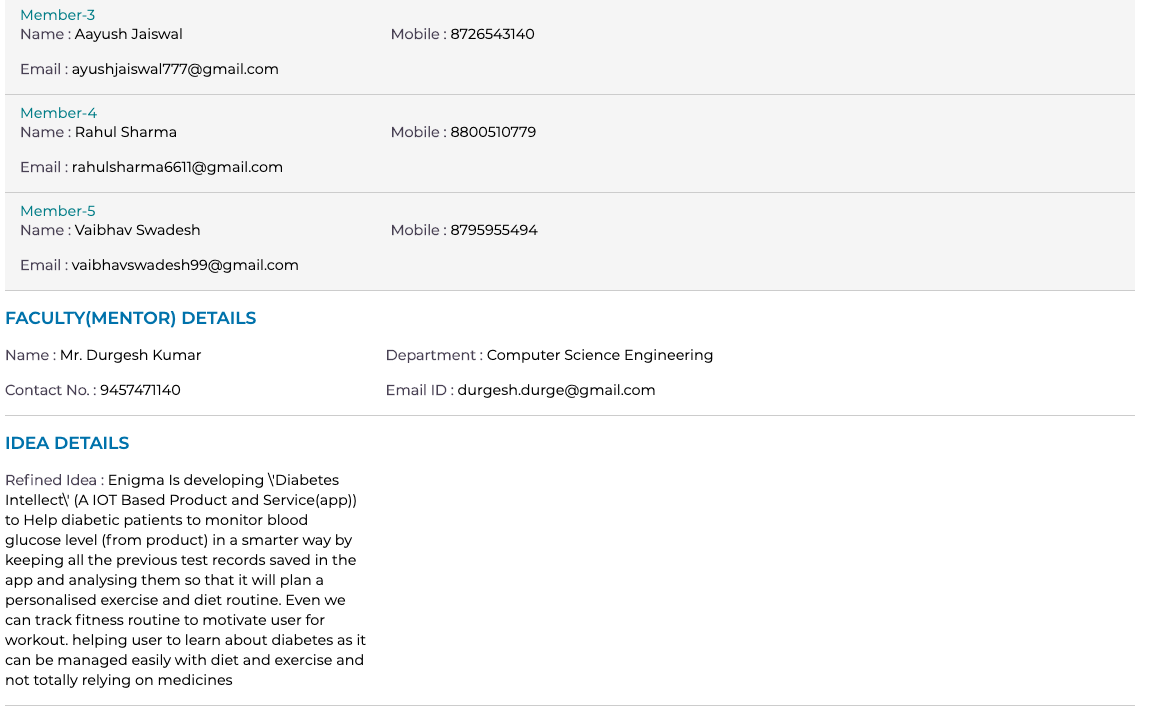 Member-3
Name : Aayush Jaiswal Mobile : 8726543140
Email : ayushjaiswal777@gmail.com
Member-4
Name : Rahul Sharma Mobile : 8800510779
Email : rahulsharma6611@gmail.com
Member-5
Name : Vaibhav Swadesh Mobile : 8795955494
Email : vaibhavswadesh99@gmail.com
FACULTY(MENTOR) DETAILS
Name : Mr. Durgesh Kumar Department : Computer Science Engineering
Contact No. : 9457471140 Email ID : durgesh.durge@gmail.com
IDEA DETAILS
Refined Idea : Enigma Is developing \'Diabetes
Intellect\' (A IOT Based Product and Service(app))
to Help diabetic patients to monitor blood
glucose level (from product) in a smarter way by
keeping all the previous test records saved in the
app and analysing them so that it will plan a
personalised exercise and diet routine. Even we
can track fitness routine to motivate user for
workout. helping user to learn about diabetes as it
can be managed easily with diet and exercise and
not totally relying on medicines